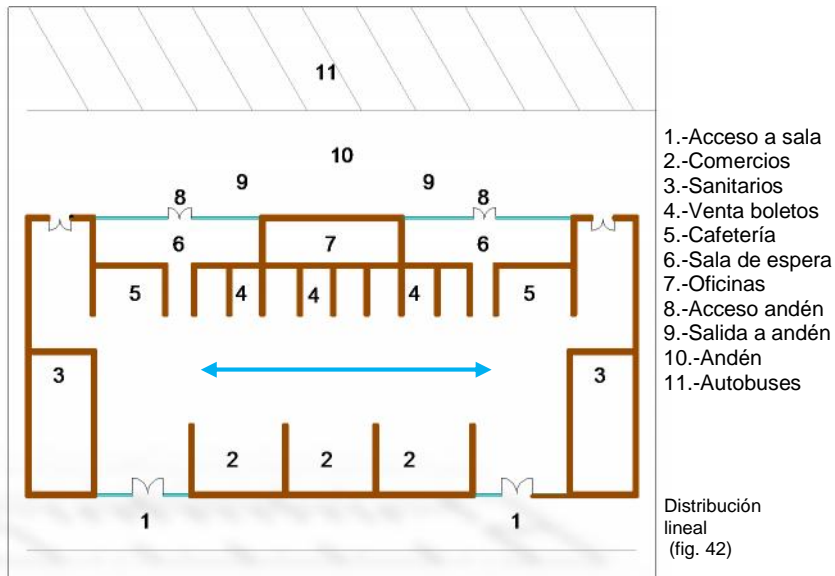 11
10
9
9
8
8
6
7
6
5
4
4
4
5
3
3
2
2
2
1
1
1.-Acceso a sala
2.-Comercios
3.-Sanitarios
4.-Venta boletos
5.-Cafetería
6.-Sala de espera
7.-Oficinas
8.-Acceso andén
9.-Salida a andén
10.-Andén
11.-Autobuses
Distribución
lineal
(fig. 42)